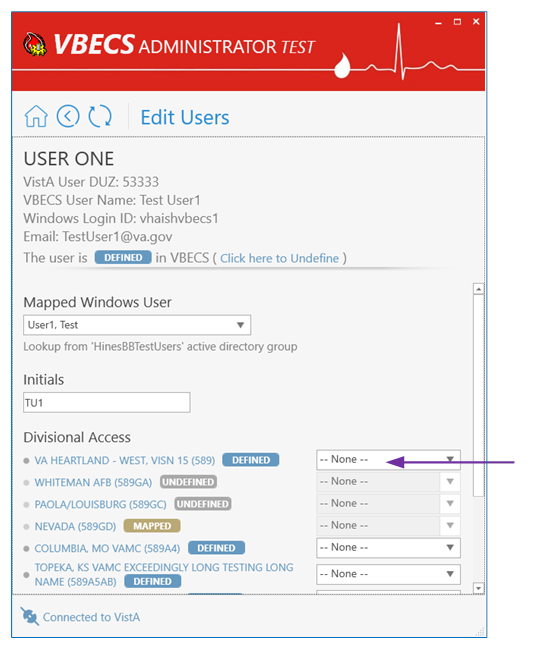 VBECS ADMINISTRATOR TEST
Edit Users
USER ONE
VistA User DUZ: 53333
VBECS User Name: Test User1
Windows Login ID: vhaishvbecs1
Email: TestUser1@va.gov
The user is DEFINED in VBECS ( Click here to Undefine )
Mapped Windows User
User1, Test
Lookup from 'HinesBBTestUsers' active directory group
Initials
TU1
Divisional Access
VA HEARTLAND - WEST, VISN 15 (589) DEFINED -- None --
WHITEMAN AFB (589GA) UNDEFINED -- None --
PAOLA/LOUISBURG (589GC) UNDEFINED -- None --
NEVADA (589GD) MAPPED -- None --
COLUMBIA, MO VAMC (589A4) DEFINED -- None --
TOPEKA, KS VAMC EXCEEDINGLY LONG TESTING LONG
NAME (589A5AB) DEFINED -- None --
Connected to VistA